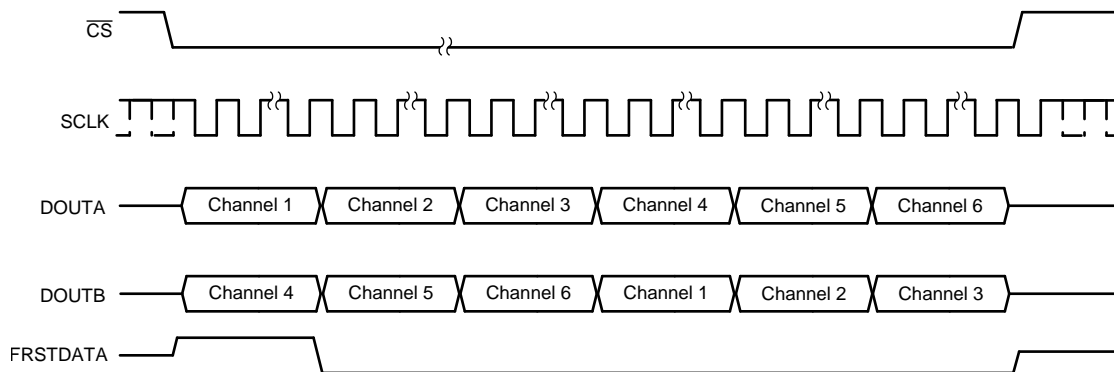 CS
SCLK
DOUTA Channel 1 Channel 2 Channel 3 Channel 4 Channel 5 Channel 6
DOUTB Channel 4 Channel 5 Channel 6 Channel 1 Channel 2 Channel 3
FRSTDATA